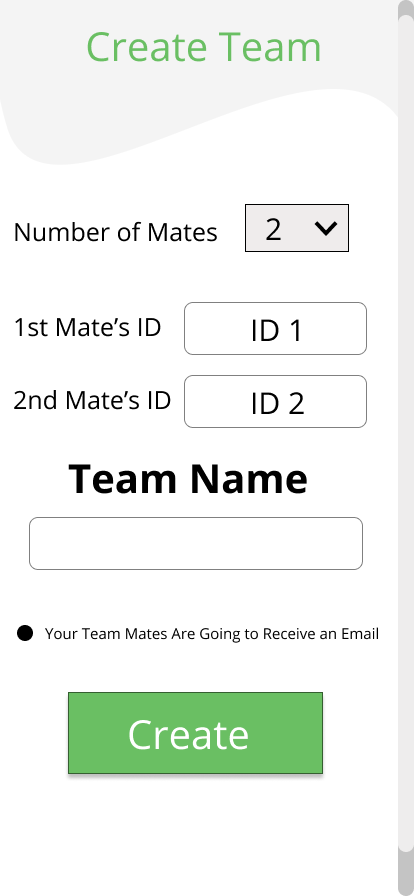 Create Team
Number of Mates 2
1st Mate’s ID ID 1
2nd Mate’s ID ID 2
Team Name
Your Team Mates Are Going to Receive an Email
Create